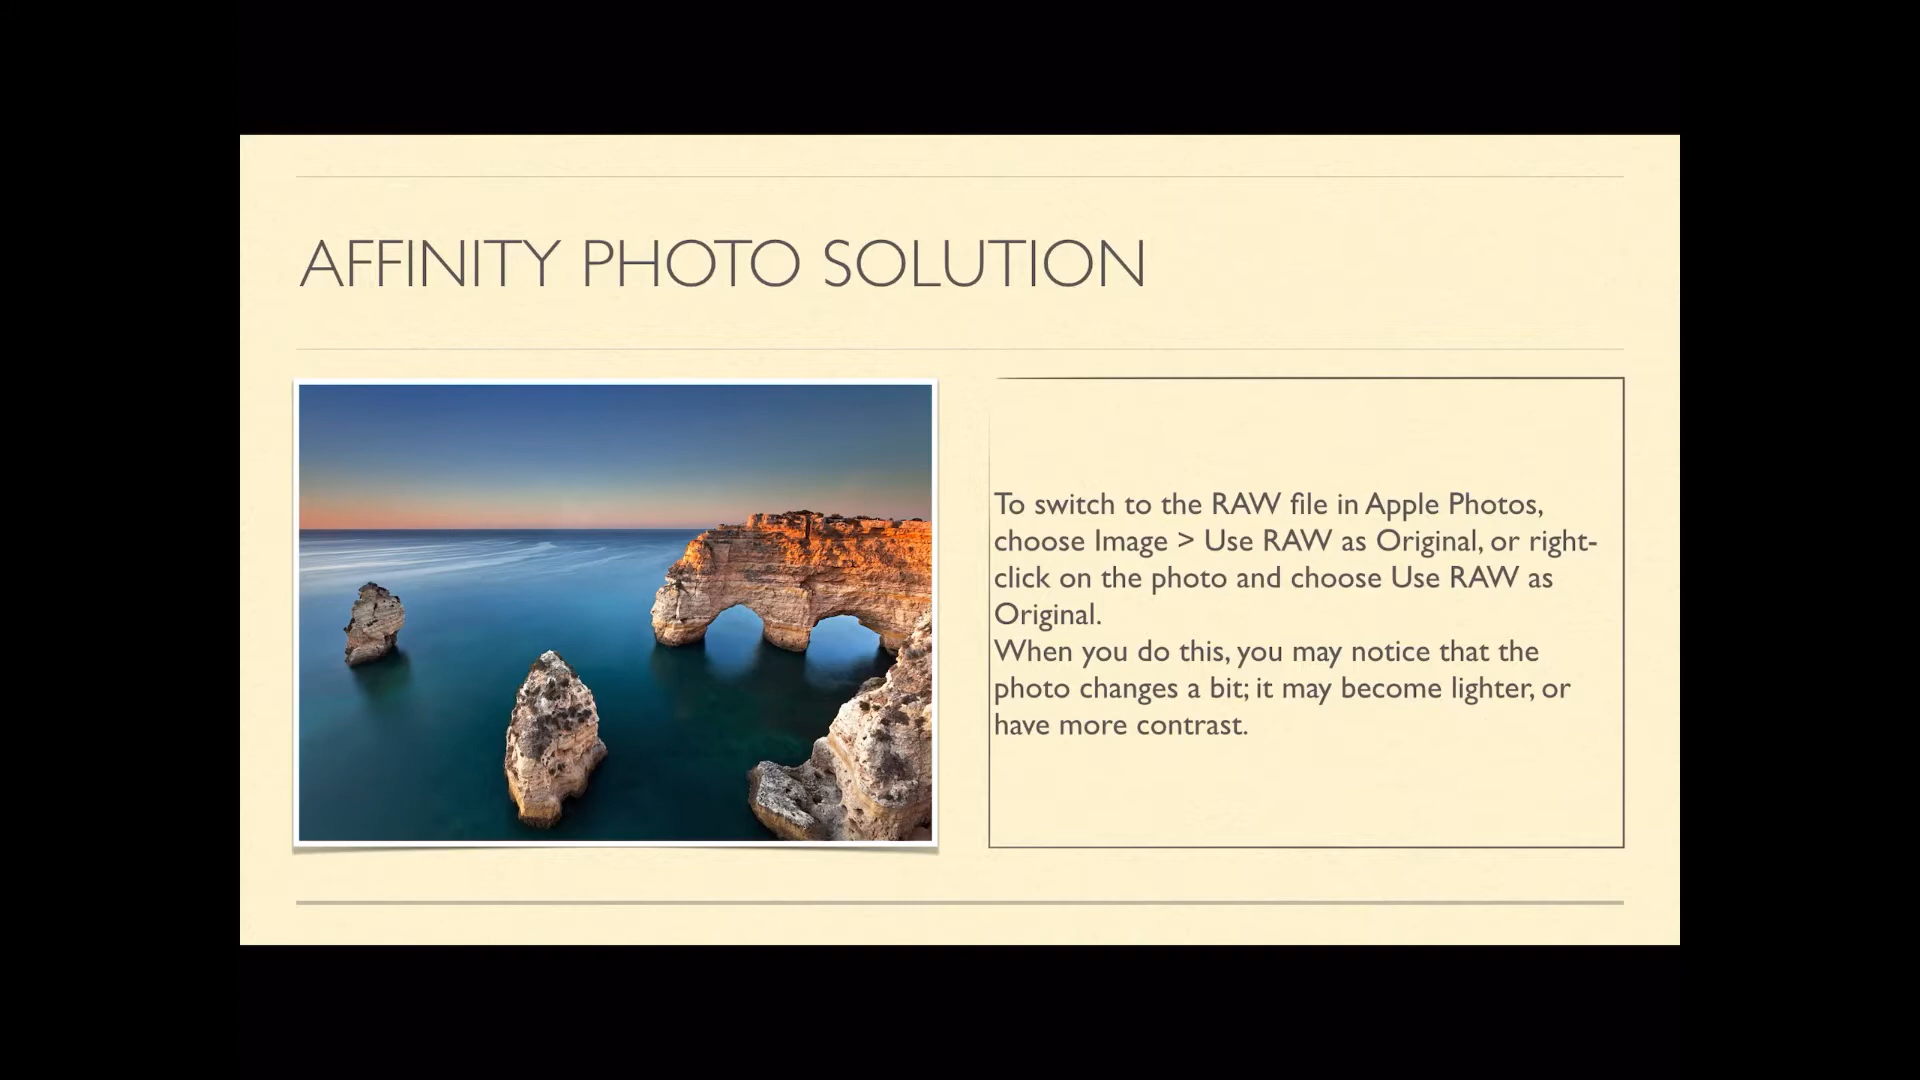 AFFINITY PHOTO SOLUTION
To switch to the RAW file in Apple Photos,
choose Image > Use RAW as Original, or right-
click on the photo and choose Use RAW as
Original.
When you do this, you may notice that the
photo changes a bit; it may become lighter, or
have more contrast.